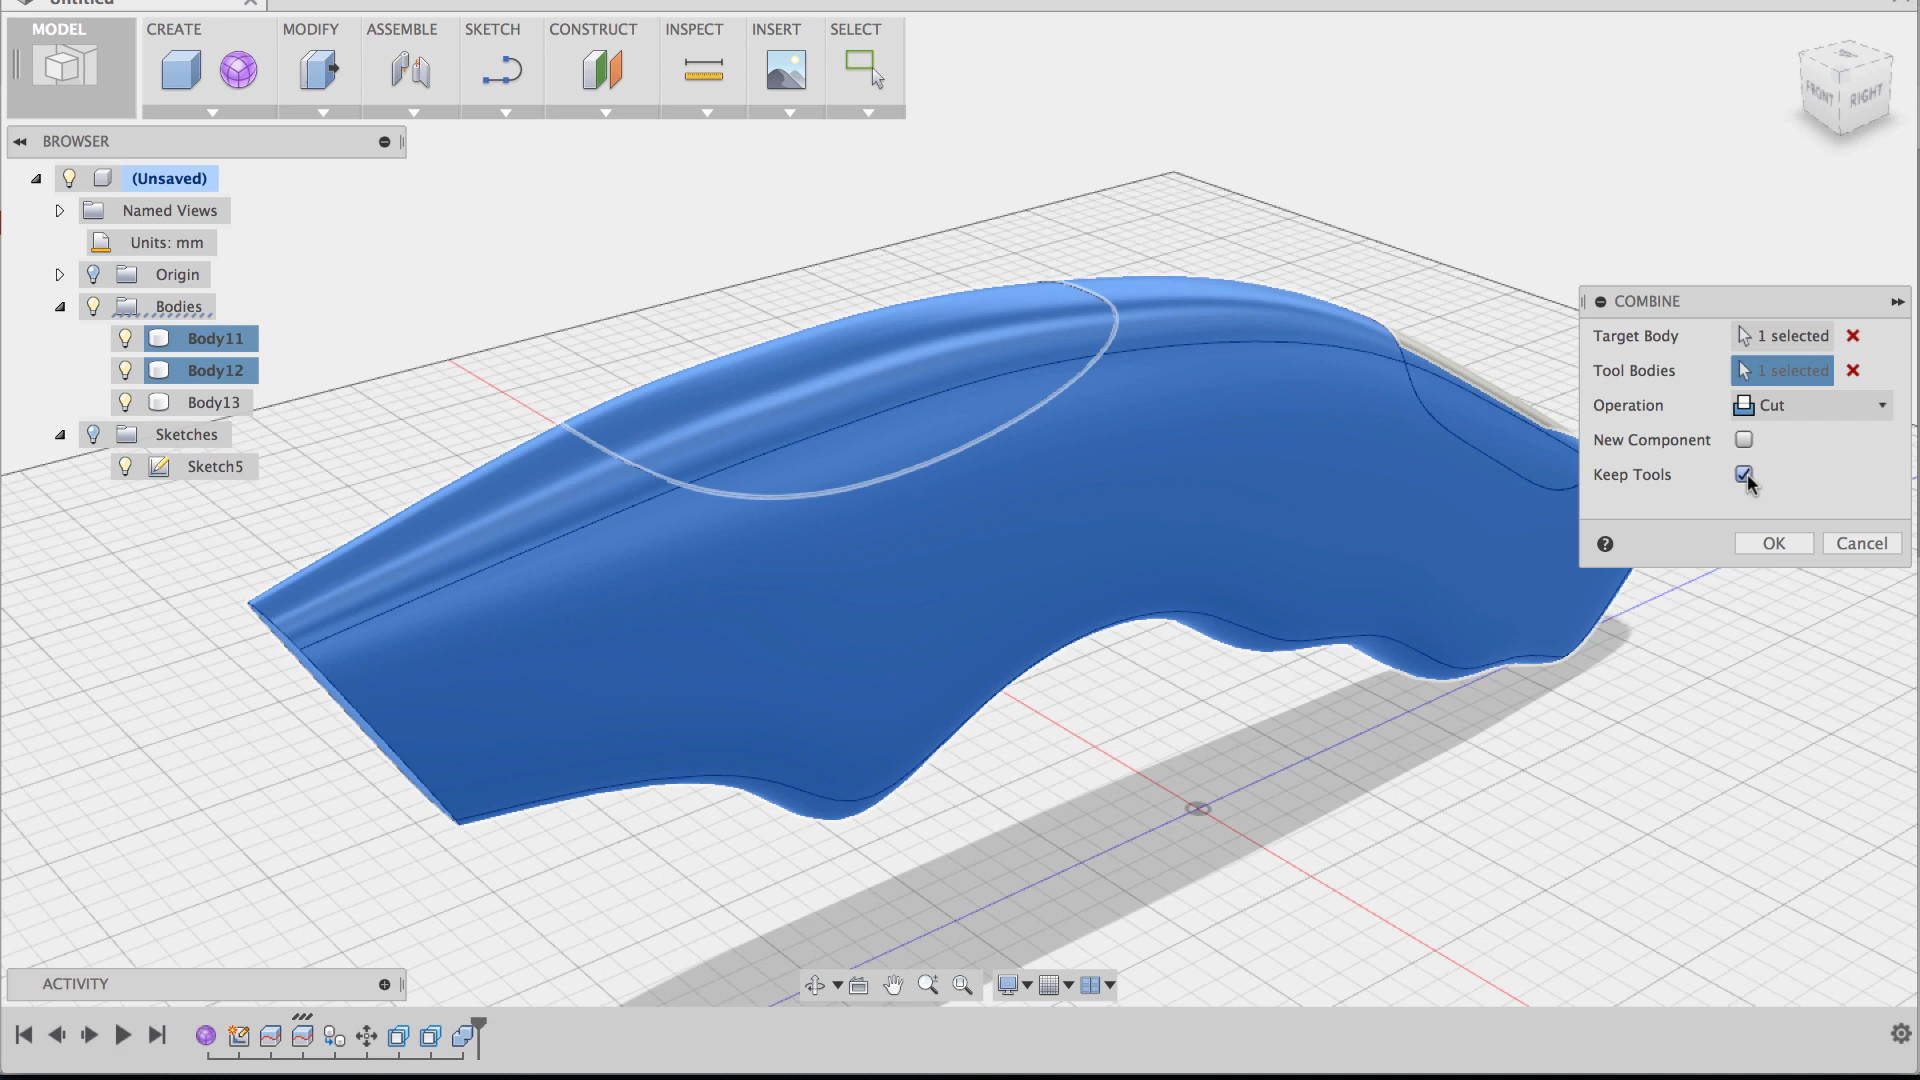 Untitled
MODEL
CREATE
MODIFY
ASSEMBLE
SKETCH
CONSTRUCT
INSPECT
INSERT
SELECT
FRONT
RIGHT
BROWSER
(Unsaved)
Named Views
Units: mm
Origin
Bodies
Body11
Body12
Body13
Sketches
Sketch5
COMBINE
Target Body
1 selected
Tool Bodies
1 selected
Operation
Cut
New Component
Keep Tools
OK
Cancel
ACTIVITY